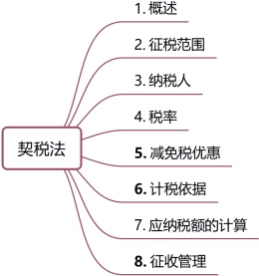 契税法
1. 概述
2. 征税范围
3. 纳税人
4. 税率
5. 减免税优惠
6. 计税依据
7. 应纳税额的计算
8. 征收管理